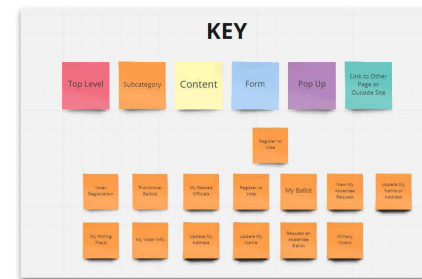 KEY
Top Level
Subcategory
Content
Form
Pop Up
Link to Other
Page or
Outside Site
Register to
Vote
Voter
Registration
Provisional
Ballot
My Elected
Officials
Register to
Vote
My Ballot
View My
Absentee
Request
Update My
Name or
Address
My Polling
Place
My Voter Info
Update My
Address
Update My
Name
Request an
Absentee
Ballot
Military
Voters